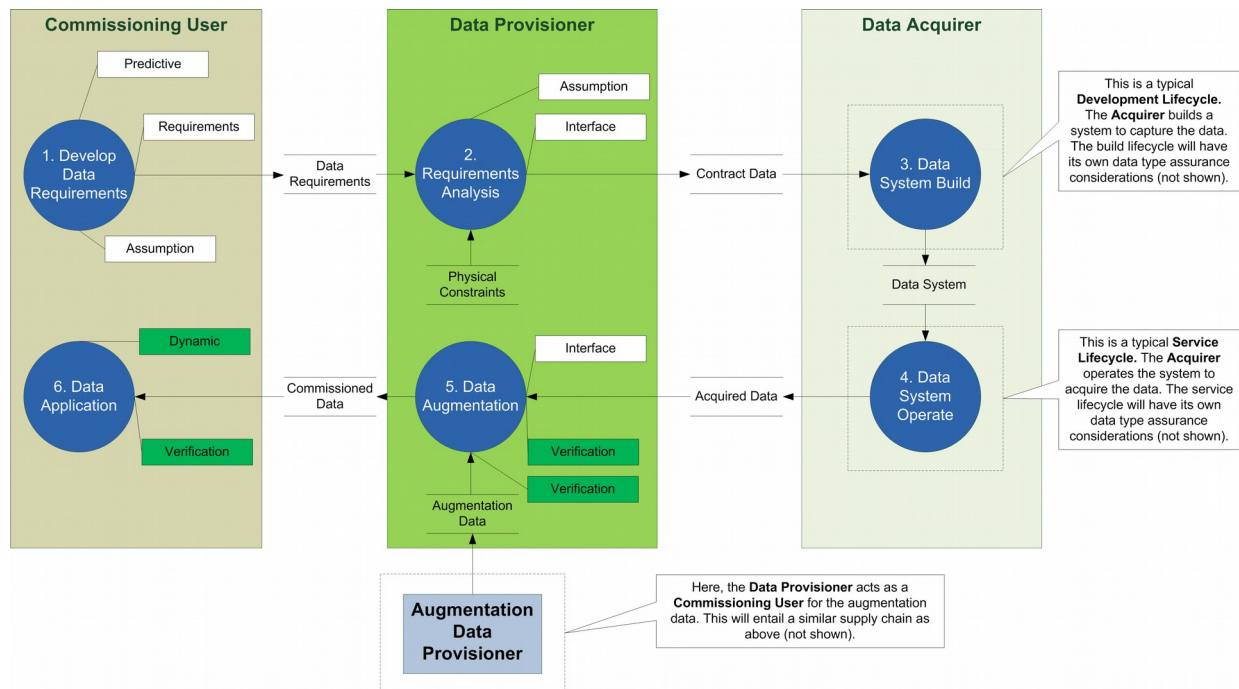 Commissioning User
Data Provisioner
Data Acquirer
Predictive
Requirements
1. Develop
Data
Requirements
Assumption
Data
Requirements
Assumption
Interface
2.
Requirements
Analysis
Physical
Constraints
Contract Data
3. Data
System Build
This is a typical
Development Lifecycle.
The Acquirer builds a
system to capture the data.
The build lifecycle will have
its own data type assurance
considerations (not shown).
Data System
Dynamic
6. Data
Application
Verification
Commissioned
Data
Interface
5. Data
Augmentation
Verification
Verification
Augmentation
Data
Acquired Data
4. Data
System
Operate
This is a typical Service
Lifecycle. The Acquirer
operates the system to
acquire the data. The service
lifecycle will have its own
data type assurance
considerations (not shown).
Augmentation
Data
Provisioner
Here, the Data Provisioner acts as a
Commissioning User for the augmentation
data. This will entail a similar supply chain as
above (not shown).